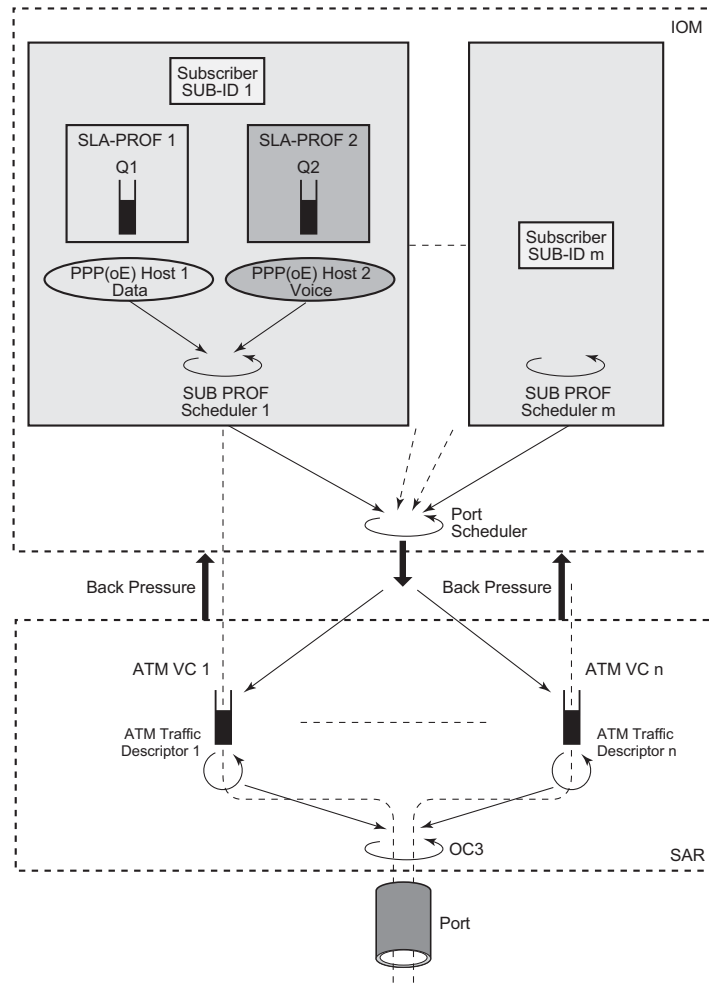 IOM
Subscriber
SUB-ID 1
SLA-PROF 1
SLA-PROF 2
Q1
Q2
Subscriber
SUB-ID m
PPP(oE) Host 1
Data
PPP(oE) Host 2
Voice
SUB PROF
Scheduler 1
SUB PROF
Scheduler m
Port
Scheduler
Back Pressure
Back Pressure
ATM VC 1
ATM VC n
ATM Traffic
Descriptor 1
ATM Traffic
Descriptor n
OC3
SAR
Port